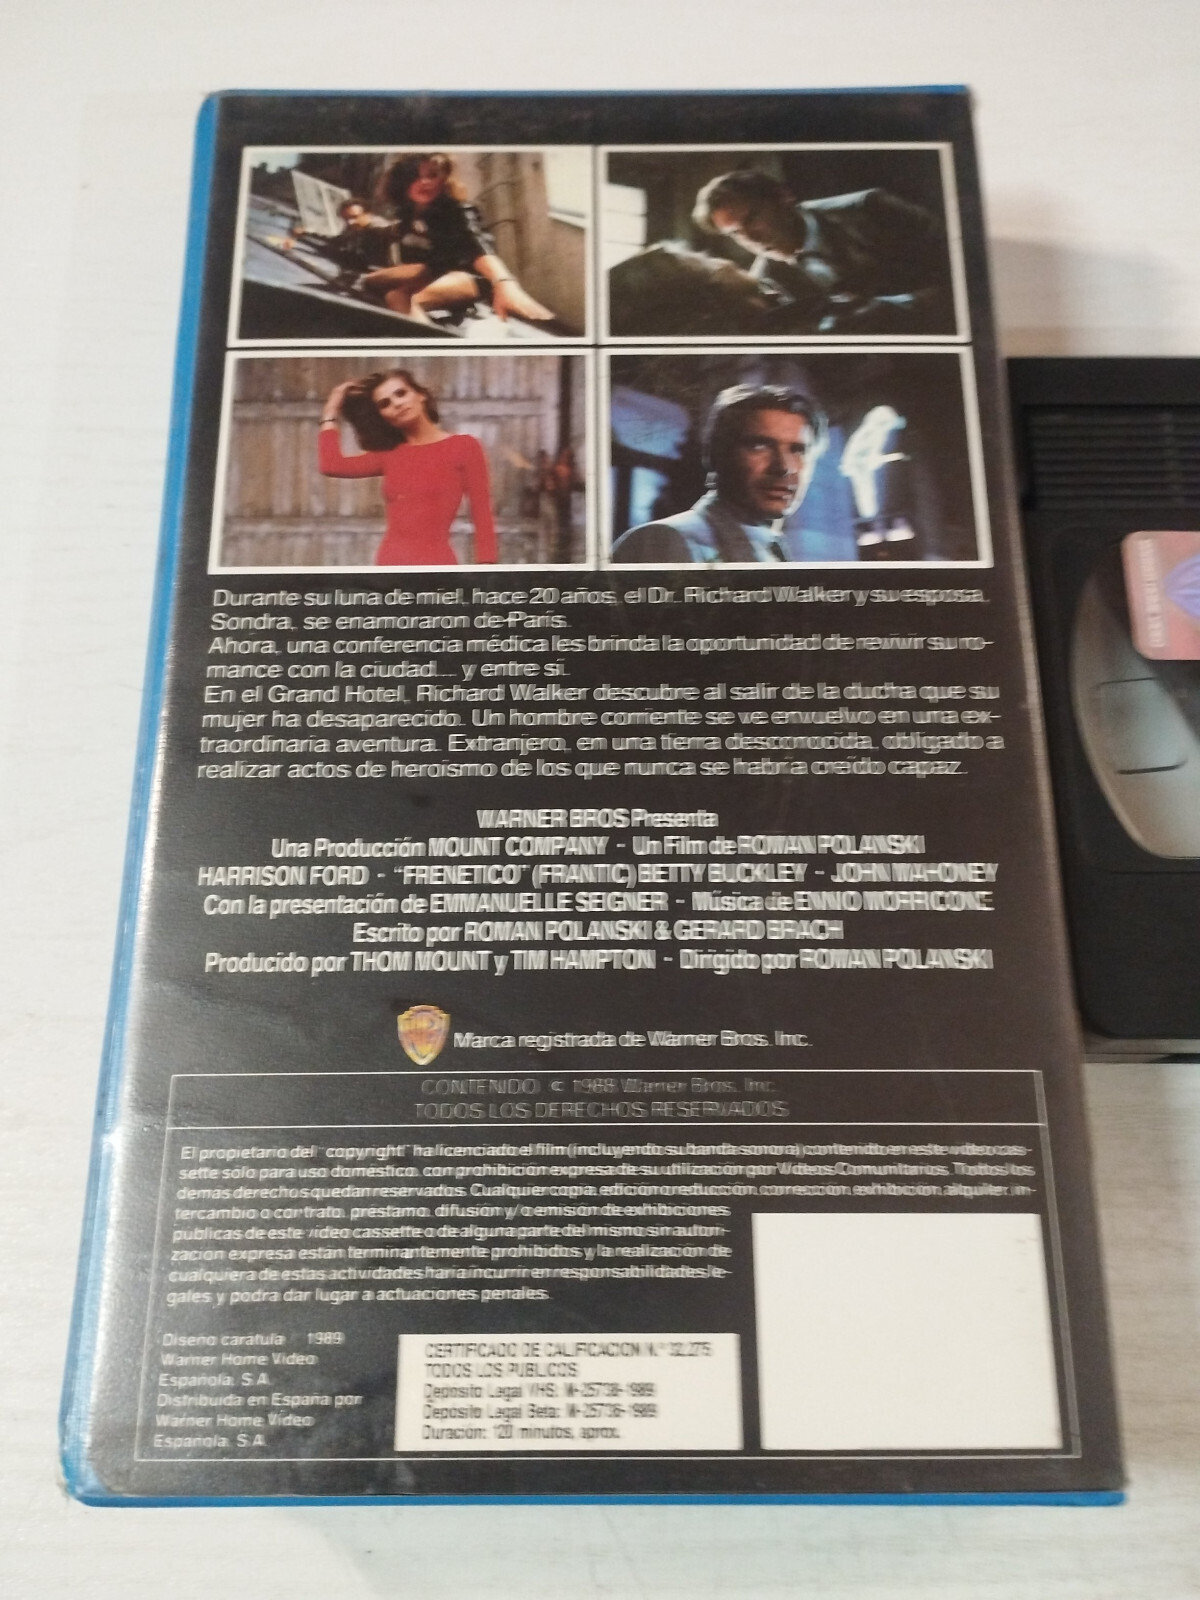 Durante su luna de miel, hace 20 años, el Dr. Richard Walker y su esposa,
Sondra, se enamoraron de París.
Ahora, una conferencia médica les brinda la oportunidad de revivir su ro-
mance con la ciudad... y entre sí.
En el Grand Hotel, Richard Walker descubre al salir de la ducha que su
mujer ha desaparecido. Un hombre corriente se ve envuelvo en una ex-
traordinaria aventura. Extranjero, en una tierra desconocida, obligado a
realizar actos de heroísmo de los que nunca se habría creído capaz.
WARNER BROS Presenta
Una Producción MOUNT COMPANY - Un Film de ROMAN POLANSKI
HARRISON FORD - "FRENETICO" (FRANTIC) BETTY BUCKLEY - JOHN MAHONEY
Con la presentación de EMMANUELLE SEIGNER - Música de ENNIO MORRICONE
Escrito por ROMAN POLANSKI & GERARD BRACH
Producido por THOM MOUNT y TIM HAMPTON - Dirigido por ROMAN POLANSKI
Marca registrada de Warner Bros. Inc.
CONTENIDO © 1988 Warner Bros. Inc.
TODOS LOS DERECHOS RESERVADOS
El propietario del "copyright" ha licenciado el film (incluyendo su banda sonora) contenido en este videocas-
sette sólo para uso doméstico, con prohibición expresa de su utilización por Vídeos Comunitarios. Todos los
demás derechos quedan reservados. Cualquier copia, edición o reducción, corrección, exhibición, alquiler, in-
tercambio o contrato, préstamo, difusión y/o emisión de exhibiciones
públicas de este video cassette o de alguna parte del mismo sin autori-
zación expresa están terminantemente prohibidos y la realización de
cualquiera de estas actividades haría incurrir en responsabilidades le-
gales y podrá dar lugar a actuaciones penales.
Diseño carátula 1989
Warner Home Video
Española, S.A.
Distribuida en España por
Warner Home Vídeo
Española, S.A.
CERTIFICADO DE CALIFICACION N.º 02.275
TODOS LOS PUBLICOS
Depósito Legal VHS: M-25738-1989
Depósito Legal Beta: M-25736-1989
Duración: 120 minutos, aprox.